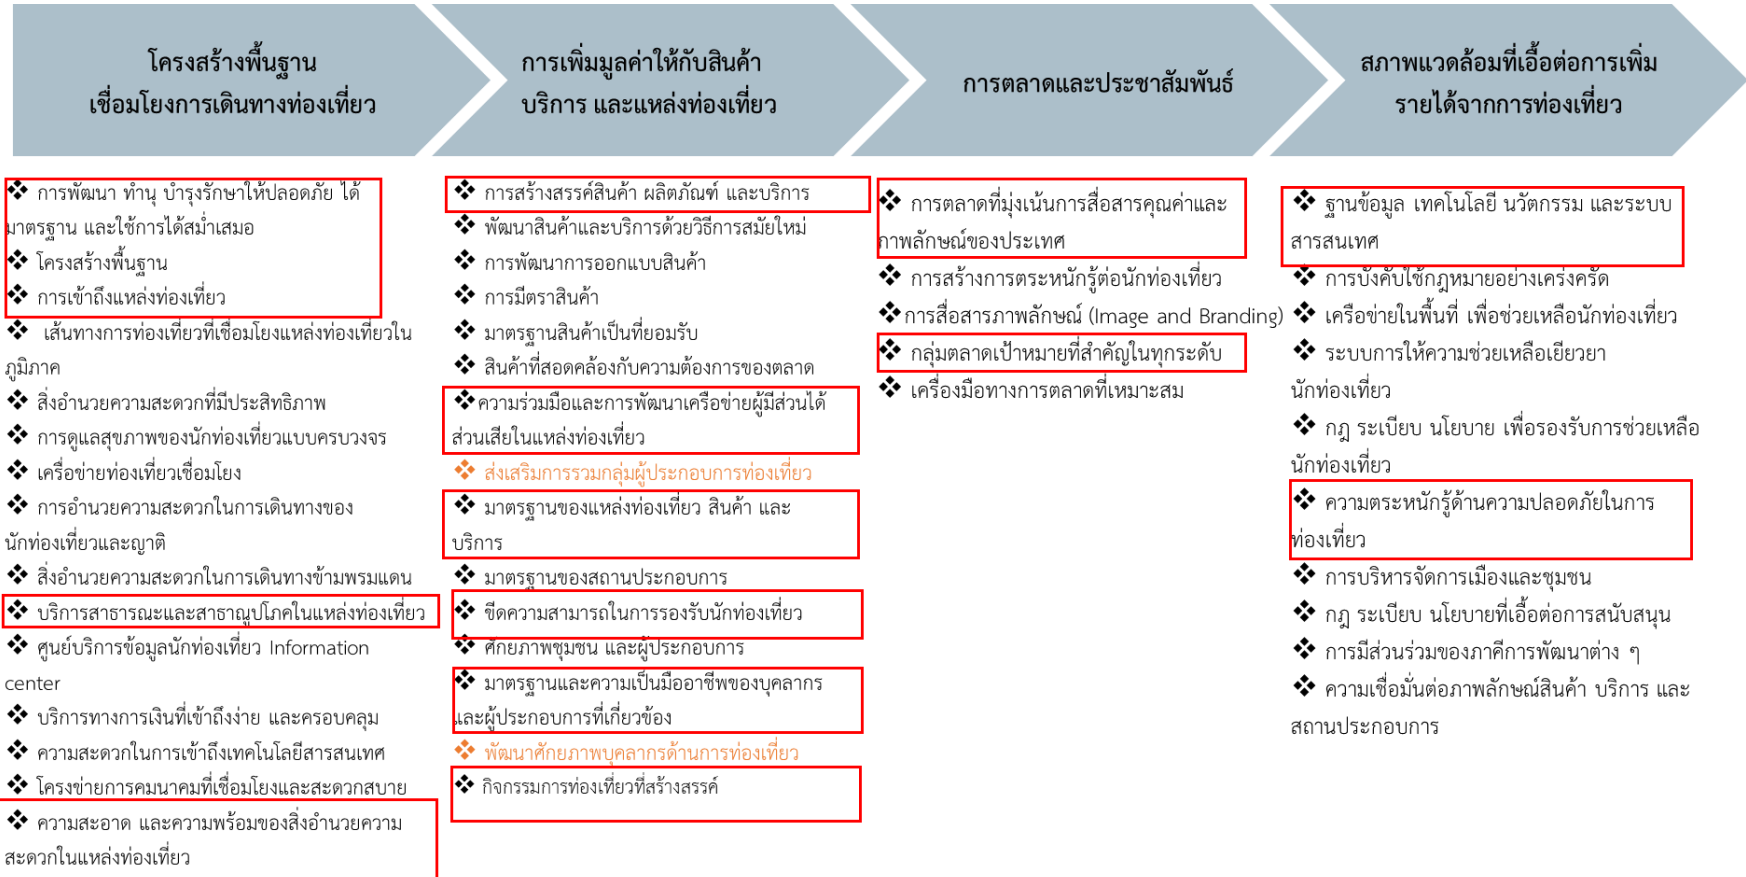 โครงสร้างพื้นฐาน
เชื่อมโยงการเดินทางท่องเที่ยว
การเพิ่มมูลค่าให้กับสินค้า
บริการ และแหล่งท่องเที่ยว
การตลาดและประชาสัมพันธ์
สภาพแวดล้อมที่เอื้อต่อการเพิ่ม
รายได้จากการท่องเที่ยว
❖ การพัฒนา ทำนุ บำรุงรักษาให้ปลอดภัย ได้
มาตรฐาน และใช้การได้สม่ำเสมอ
❖ โครงสร้างพื้นฐาน
❖ การเข้าถึงแหล่งท่องเที่ยว
❖ เส้นทางการท่องเที่ยวที่เชื่อมโยงแหล่งท่องเที่ยวใน
ภูมิภาค
❖ สิ่งอำนวยความสะดวกที่มีประสิทธิภาพ
❖ การดูแลสุขภาพของนักท่องเที่ยวแบบครบวงจร
❖ เครือข่ายท่องเที่ยวเชื่อมโยง
❖ การอำนวยความสะดวกในการเดินทางของ
นักท่องเที่ยวและญาติ
❖ สิ่งอำนวยความสะดวกในการเดินทางข้ามพรมแดน
❖ บริการสาธารณะและสาธาณูปโภคในแหล่งท่องเที่ยว
❖ ศูนย์บริการข้อมูลนักท่องเที่ยว Information
center
❖ บริการทางการเงินที่เข้าถึงง่าย และครอบคลุม
❖ ความสะดวกในการเข้าถึงเทคโนโลยีสารสนเทศ
❖ โครงข่ายการคมนาคมที่เชื่อมโยงและสะดวกสบาย
❖ ความสะอาด และความพร้อมของสิ่งอำนวยความ
สะดวกในแหล่งท่องเที่ยว
❖ การสร้างสรรค์สินค้า ผลิตภัณฑ์ และบริการ
❖ พัฒนาสินค้าและบริการด้วยวิธีการสมัยใหม่
❖ การพัฒนาการออกแบบสินค้า
❖ การมีตราสินค้า
❖ มาตรฐานสินค้าเป็นที่ยอมรับ
❖ สินค้าที่สอดคล้องกับความต้องการของตลาด
❖ความร่วมมือและการพัฒนาเครือข่ายผู้มีส่วนได้
ส่วนเสียในแหล่งท่องเที่ยว
❖ ส่งเสริมการรวมกลุ่มผู้ประกอบการท่องเที่ยว
❖ มาตรฐานของแหล่งท่องเที่ยว สินค้า และ
บริการ
❖ มาตรฐานของสถานประกอบการ
❖ ขีดความสามารถในการรองรับนักท่องเที่ยว
❖ ศักยภาพชุมชน และผู้ประกอบการ
❖ มาตรฐานและความเป็นมืออาชีพของบุคลากร
และผู้ประกอบการที่เกี่ยวข้อง
❖ พัฒนาศักยภาพบุคลากรด้านการท่องเที่ยว
❖ กิจกรรมการท่องเที่ยวที่สร้างสรรค์
❖ การตลาดที่มุ่งเน้นการสื่อสารคุณค่าและ
ภาพลักษณ์ของประเทศ
❖ การสร้างการตระหนักรู้ต่อนักท่องเที่ยว
❖การสื่อสารภาพลักษณ์ (Image and Branding)
❖ กลุ่มตลาดเป้าหมายที่สำคัญในทุกระดับ
❖ เครื่องมือทางการตลาดที่เหมาะสม
❖ ฐานข้อมูล เทคโนโลยี นวัตกรรม และระบบ
สารสนเทศ
❖ การบังคับใช้กฎหมายอย่างเคร่งครัด
❖ เครือข่ายในพื้นที่ เพื่อช่วยเหลือนักท่องเที่ยว
❖ ระบบการให้ความช่วยเหลือเยียวยา
นักท่องเที่ยว
❖ กฎ ระเบียบ นโยบาย เพื่อรองรับการช่วยเหลือ
นักท่องเที่ยว
❖ ความตระหนักรู้ด้านความปลอดภัยในการ
ท่องเที่ยว
❖ การบริหารจัดการเมืองและชุมชน
❖ กฎ ระเบียบ นโยบายที่เอื้อต่อการสนับสนุน
❖ การมีส่วนร่วมของภาคีการพัฒนาต่าง ๆ
❖ ความเชื่อมั่นต่อภาพลักษณ์สินค้า บริการ และ
สถานประกอบการ